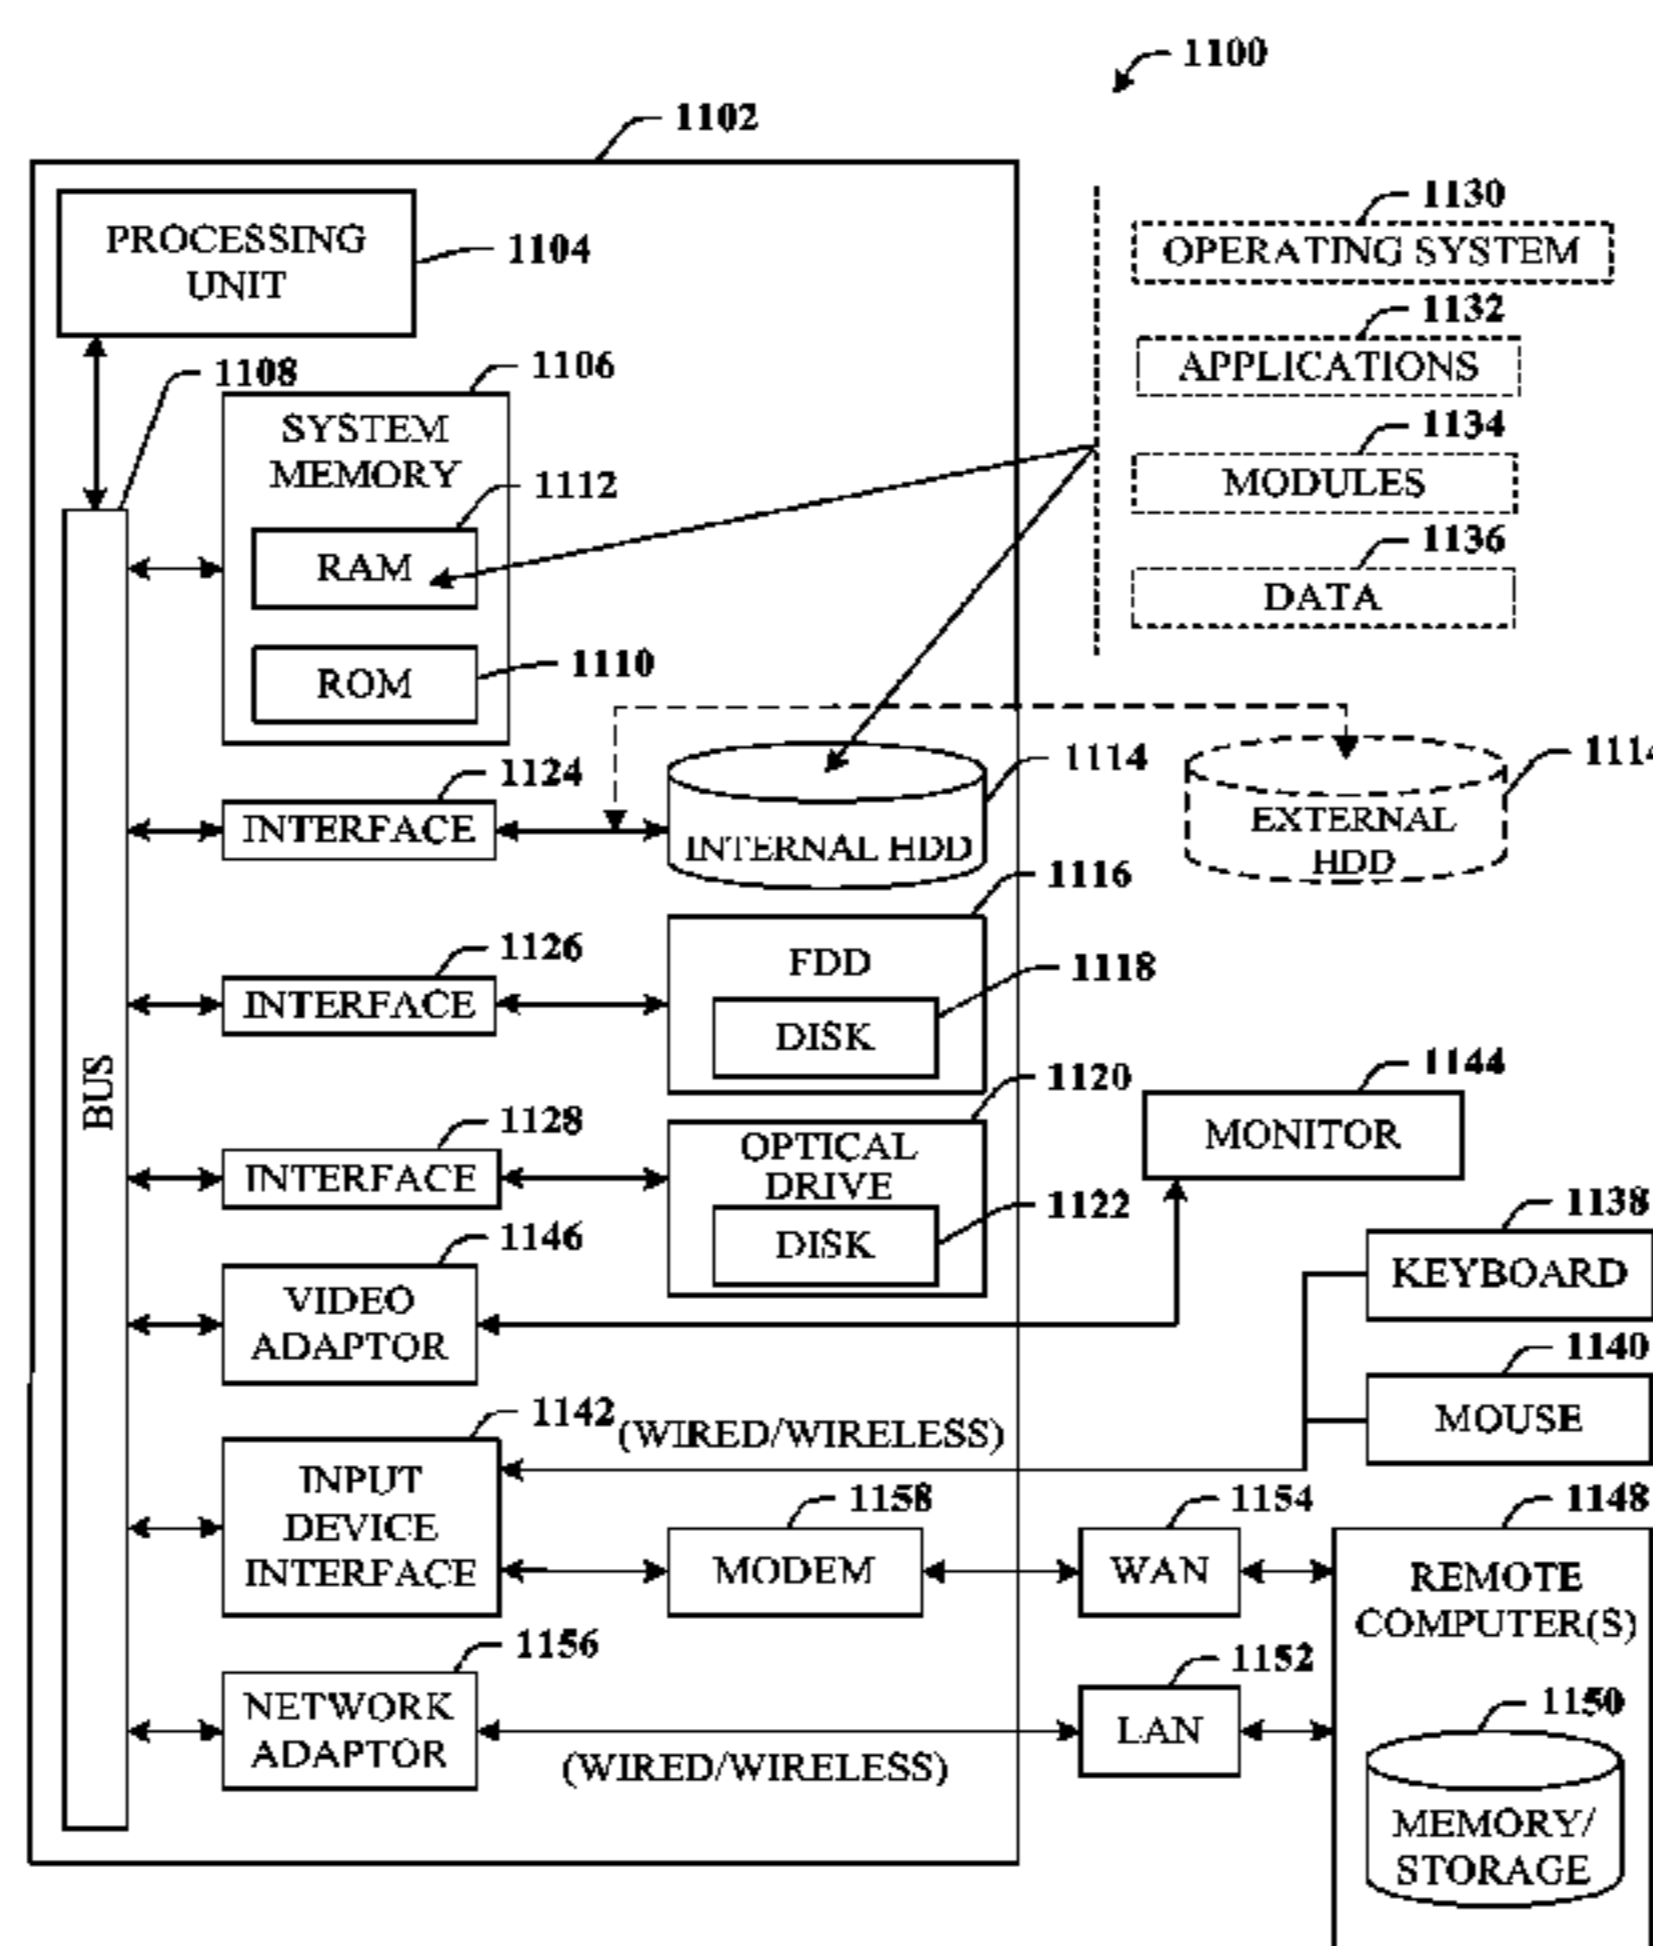 1100
1102
PROCESSING
UNIT
1104
1130
OPERATING SYSTEM
1132
APPLICATIONS
1134
MODULES
1136
DATA
1108
1106
SYSTEM
MEMORY
1112
RAM
1110
ROM
1124
INTERFACE
1114
INTERNAL HDD
1114
EXTERNAL
HDD
1116
FDD
1118
DISK
1126
INTERFACE
BUS
1120
OPTICAL
DRIVE
1122
DISK
1128
INTERFACE
1144
MONITOR
1146
VIDEO
ADAPTOR
1138
KEYBOARD
1140
MOUSE
1142
(WIRED/WIRELESS)
INPUT
DEVICE
INTERFACE
1158
MODEM
1154
WAN
1148
REMOTE
COMPUTER(S)
1156
NETWORK
ADAPTOR
(WIRED/WIRELESS)
1152
LAN
1150
MEMORY/
STORAGE